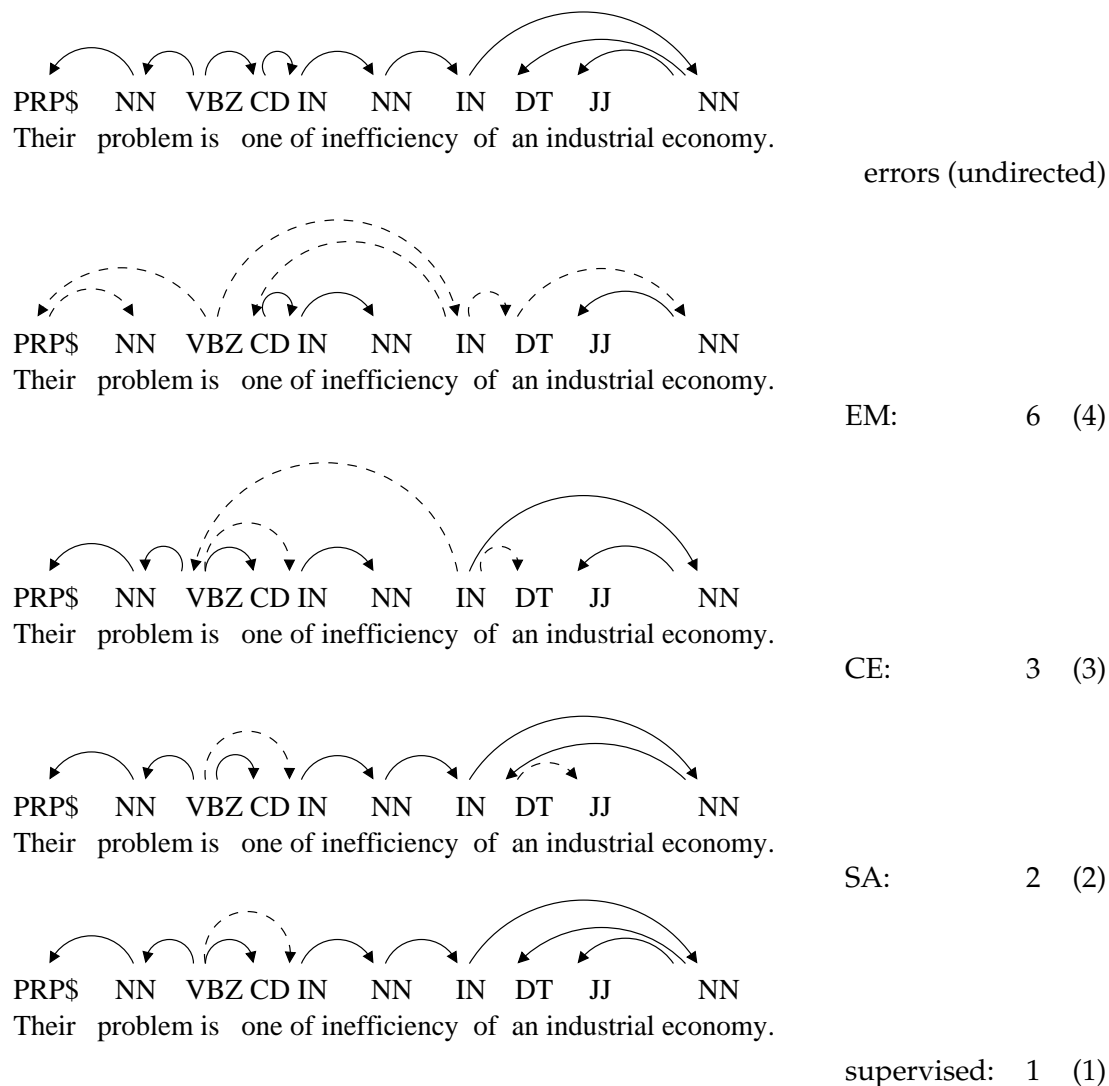 PRP$ NN VBZ CD IN NN IN DT JJ NN
Their problem is one of inefficiency of an industrial economy.
errors (undirected)
PRP$ NN VBZ CD IN NN IN DT JJ NN
Their problem is one of inefficiency of an industrial economy.
EM: 6 (4)
PRP$ NN VBZ CD IN NN IN DT JJ NN
Their problem is one of inefficiency of an industrial economy.
CE: 3 (3)
PRP$ NN VBZ CD IN NN IN DT JJ NN
Their problem is one of inefficiency of an industrial economy.
SA: 2 (2)
PRP$ NN VBZ CD IN NN IN DT JJ NN
Their problem is one of inefficiency of an industrial economy.
supervised: 1 (1)